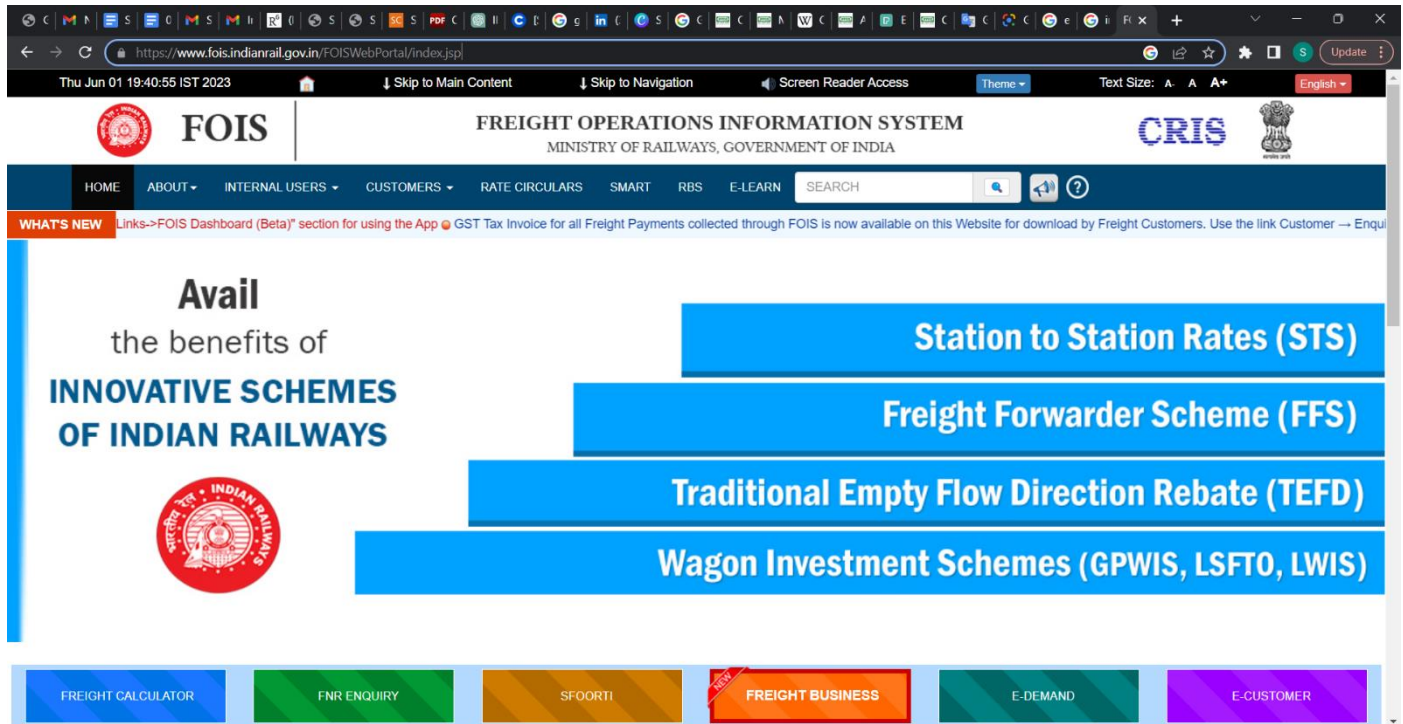 https://www.fois.indianrail.gov.in/FOISWebPortal/index.jsp
Update
Thu Jun 01 19:40:55 IST 2023
Skip to Main Content
Skip to Navigation
Screen Reader Access
Theme
Text Size: A- A A+
English
FOIS
FREIGHT OPERATIONS INFORMATION SYSTEM
MINISTRY OF RAILWAYS, GOVERNMENT OF INDIA
CRIS
HOME ABOUT INTERNAL USERS CUSTOMERS RATE CIRCULARS SMART RBS E-LEARN SEARCH
WHAT'S NEW Links->FOIS Dashboard (Beta)" section for using the App GST Tax Invoice for all Freight Payments collected through FOIS is now available on this Website for download by Freight Customers. Use the link Customer → Enqui
Avail
the benefits of
INNOVATIVE SCHEMES
OF INDIAN RAILWAYS
INDIAN RAILWAYS
भारतीय रेल
Station to Station Rates (STS)
Freight Forwarder Scheme (FFS)
Traditional Empty Flow Direction Rebate (TEFD)
Wagon Investment Schemes (GPWIS, LSFTO, LWIS)
FREIGHT CALCULATOR
FNR ENQUIRY
SFOORTI
NEW
FREIGHT BUSINESS
E-DEMAND
E-CUSTOMER